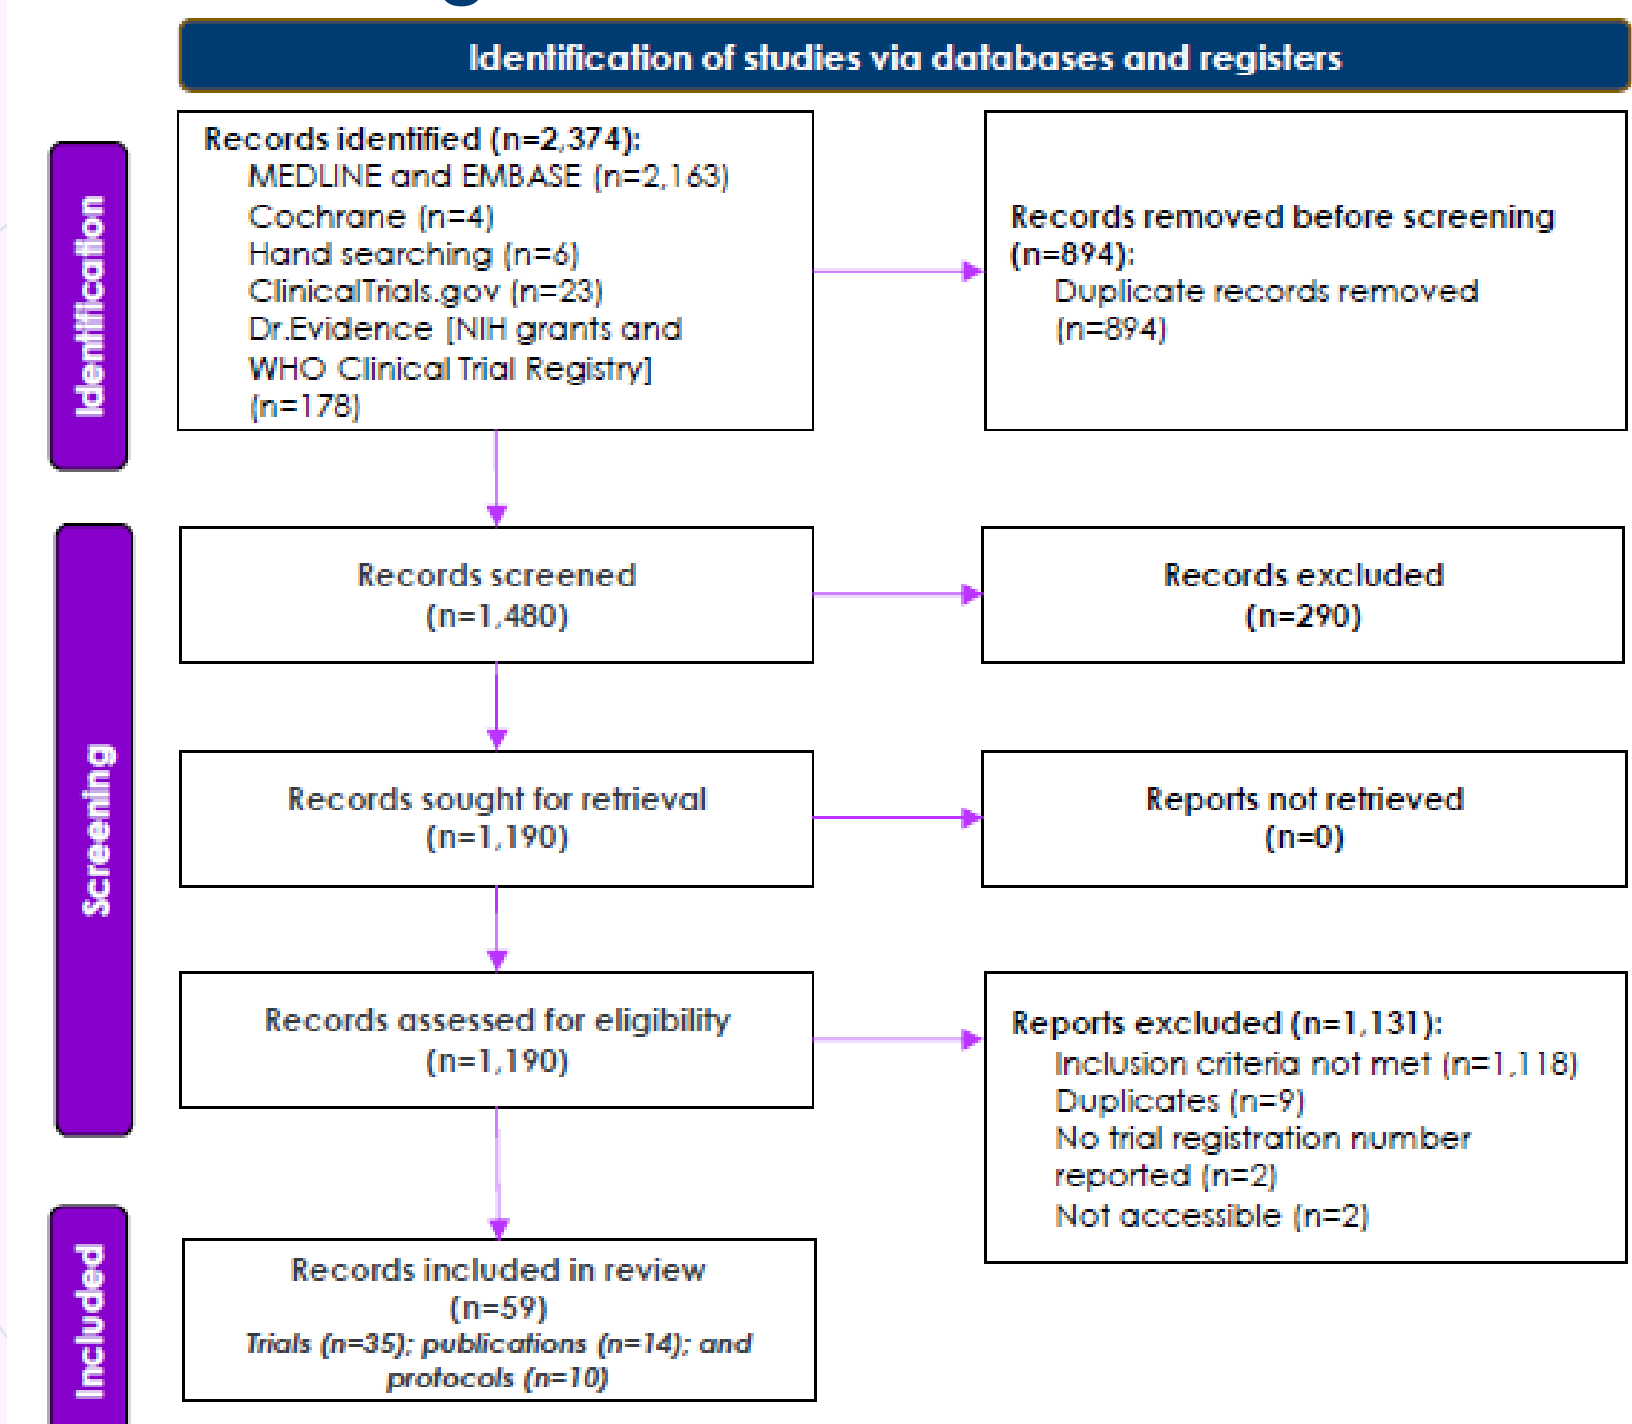 Identification of studies via databases and registers
Identification
Records identified (n=2,374):
MEDLINE and EMBASE (n=2,163)
Cochrane (n=4)
Hand searching (n=6)
ClinicalTrials.gov (n=23)
Dr.Evidence [NIH grants and
WHO Clinical Trial Registry]
(n=178)
Records removed before screening
(n=894):
Duplicate records removed
(n=894)
Screening
Records screened
(n=1,480)
Records excluded
(n=290)
Records sought for retrieval
(n=1,190)
Reports not retrieved
(n=0)
Records assessed for eligibility
(n=1,190)
Reports excluded (n=1,131):
Inclusion criteria not met (n=1,118)
Duplicates (n=9)
No trial registration number
reported (n=2)
Not accessible (n=2)
Included
Records included in review
(n=59)
Trials (n=35); publications (n=14); and
protocols (n=10)